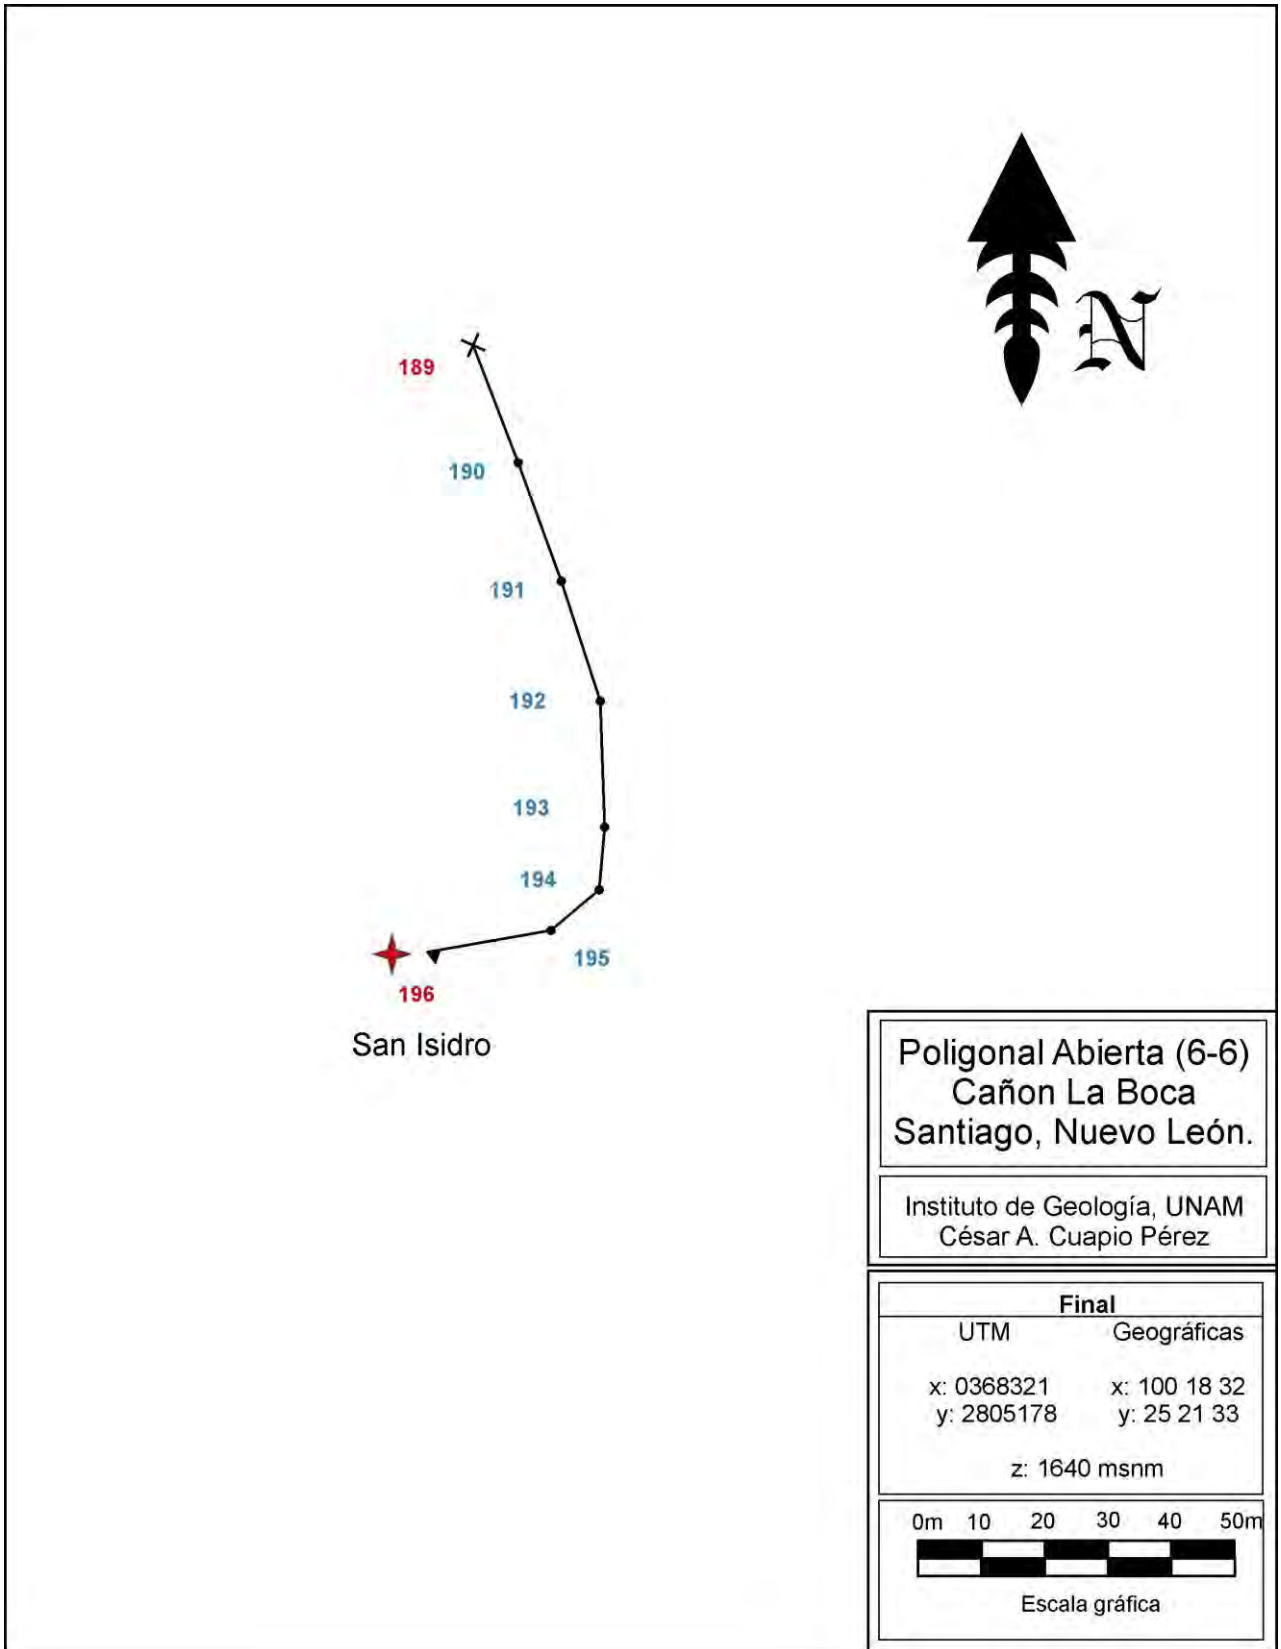 N
189
190
191
192
193
194
195
196
San Isidro
Poligonal Abierta (6-6)
Cañon La Boca
Santiago, Nuevo León.
Instituto de Geología, UNAM
César A. Cuapio Pérez
Final
UTM Geográficas
x: 0368321 x: 100 18 32
y: 2805178 y: 25 21 33
z: 1640 msnm
0m 10 20 30 40 50m
Escala gráfica